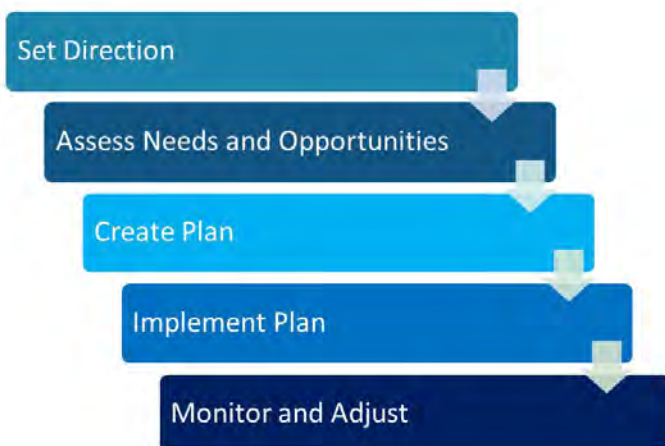 Set Direction
Assess Needs and Opportunities
Create Plan
Implement Plan
Monitor and Adjust